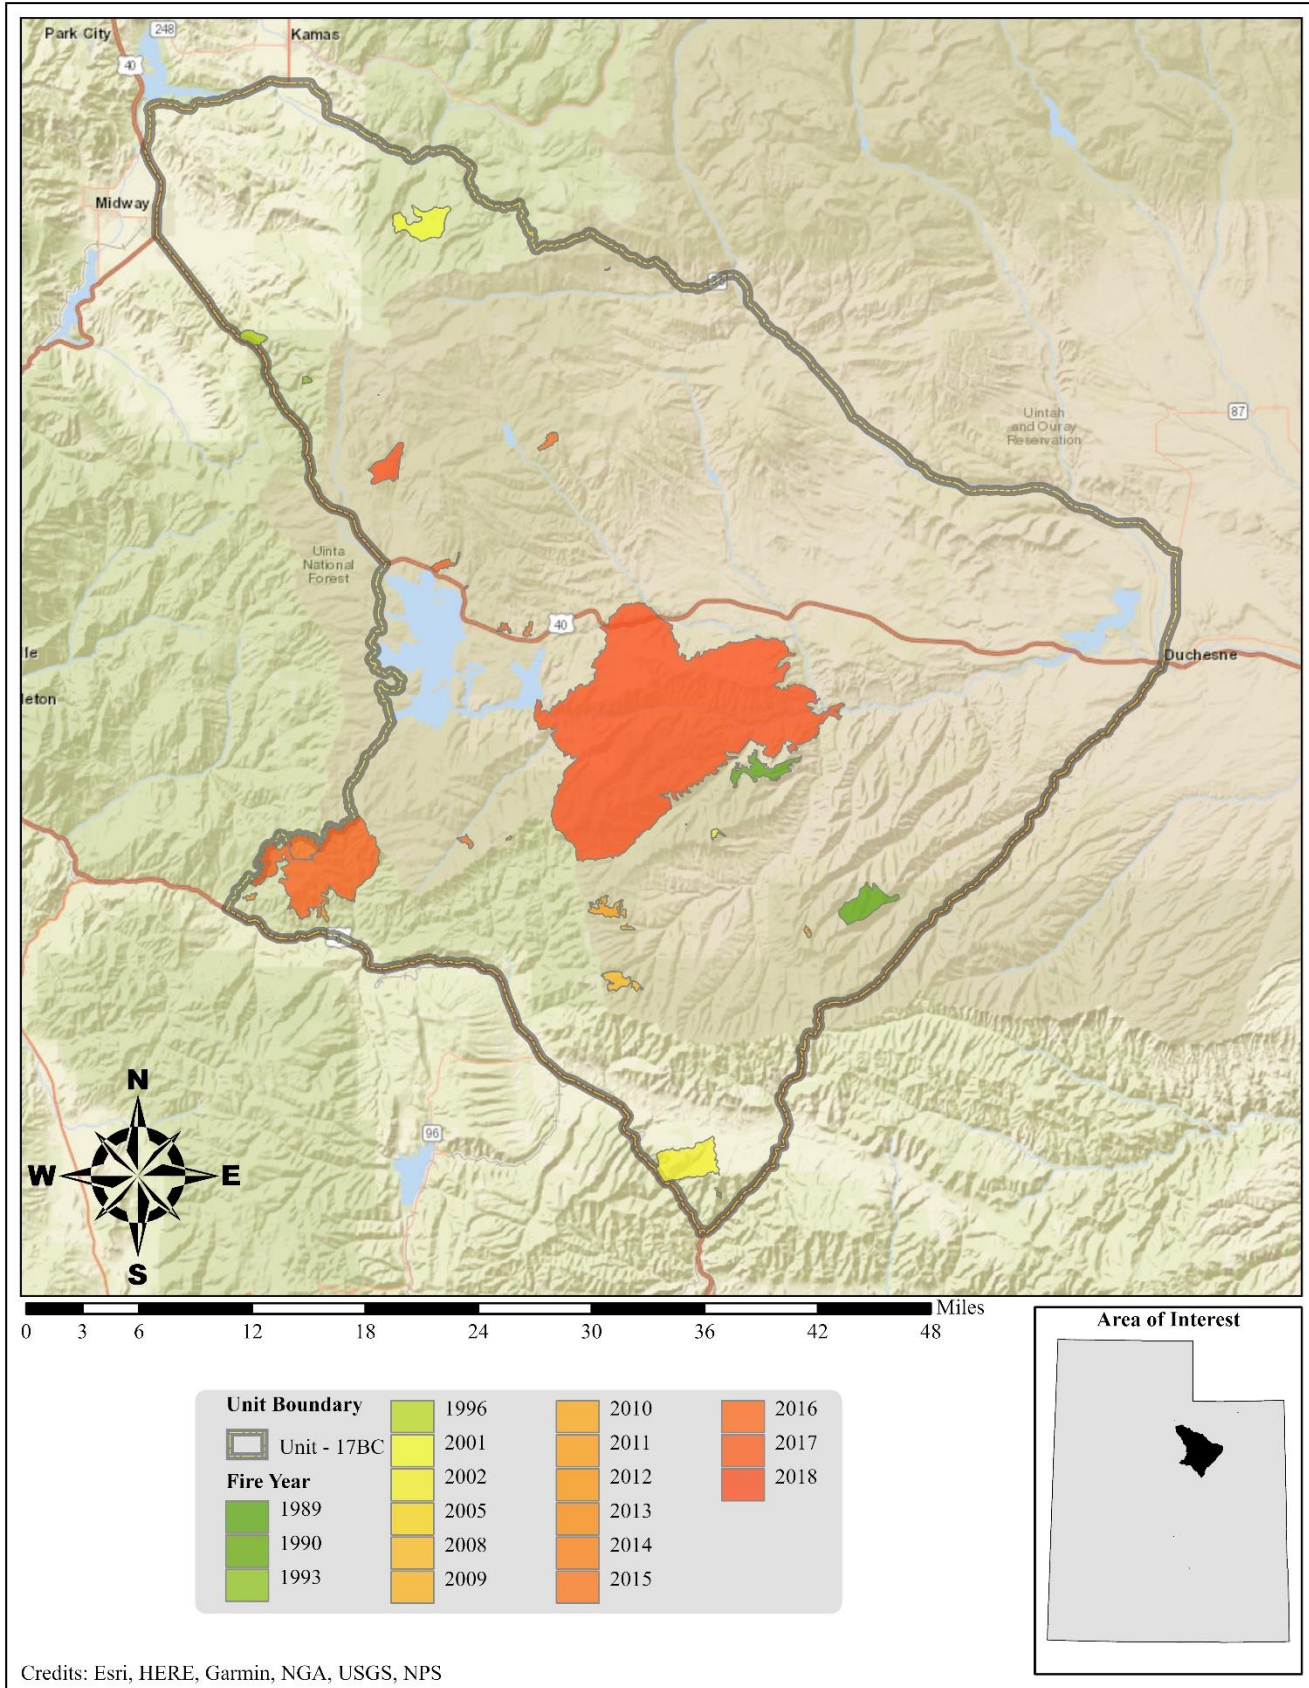 Park City
248
Kamas
40
Midway
87
Uintah
and Ouray
Reservation
Uinta
National
Forest
40
lle
Duchesne
leton
96
N
W
E
S
Miles
0 3 6 12 18 24 30 36 42 48
Area of Interest
Unit Boundary
Unit - 17BC
Fire Year
1989
1990
1993
1996
2001
2002
2005
2008
2009
2010
2011
2012
2013
2014
2015
2016
2017
2018
Credits: Esri, HERE, Garmin, NGA, USGS, NPS